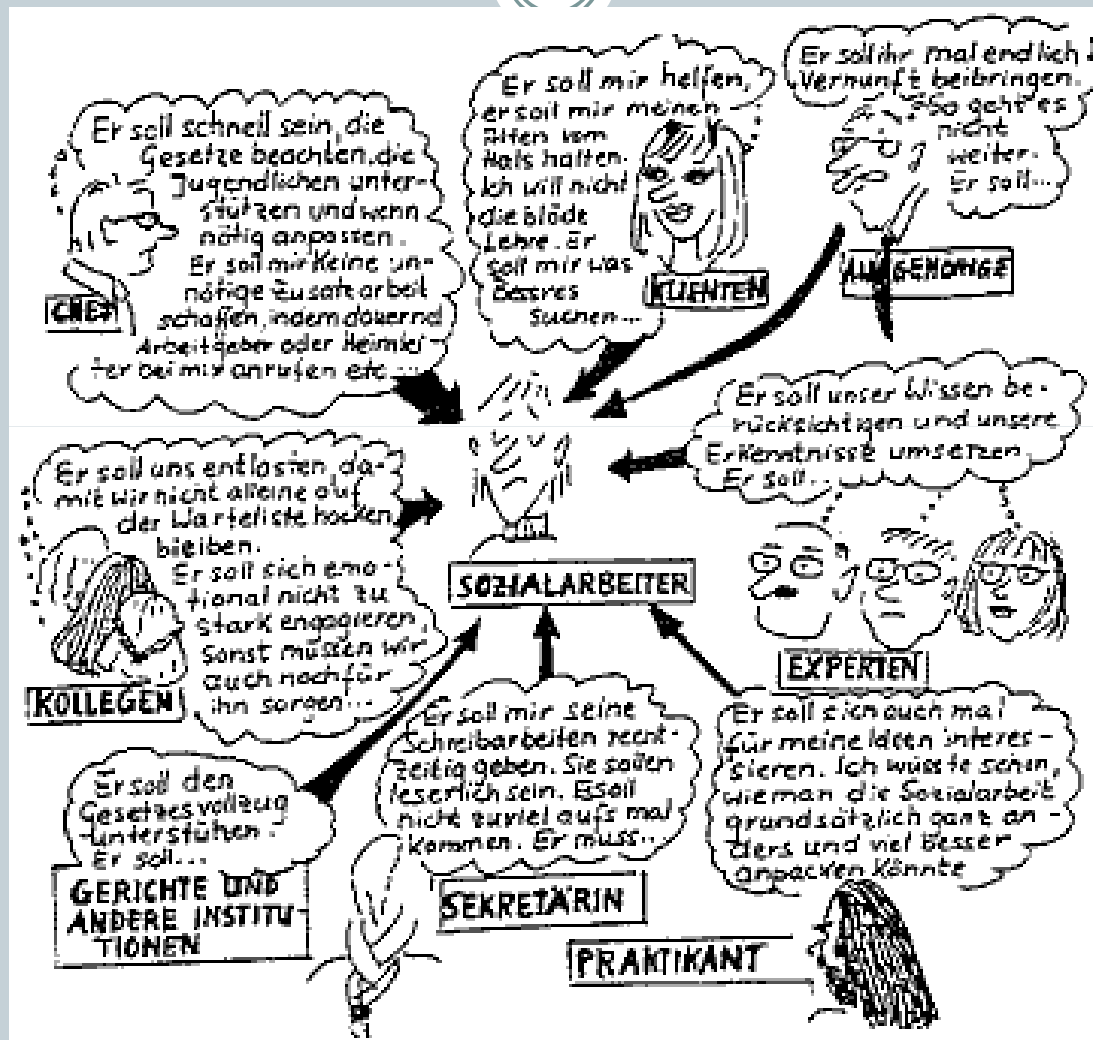 Er soll schnell sein, die
Gesetze beachten, die
Jugendlichen unter-
stützen und wenn
nötig anpassen.
Er soll mir keine un-
nötige Zusatzarbeit
schaffen, indem dauernd
Arbeitgeber oder Heimlei-
ter bei mir anrufen etc...
CHEF
Er soll mir helfen,
er soll mir meinen
Alten vom
Hals halten.
Ich will nicht
die blöde
Lehre. Er
soll mir was
bessres
suchen...
KLIENTEN
Er soll ihr mal endlich
Vernunft beibringen.
So geht es
nicht
weiter.
Er soll...
ANGEHÖRIGE
Er soll unser Wissen be-
rücksichtigen und unsere
Erkenntnisse umsetzen.
Er soll...
EXPERTEN
Er soll uns entlasten, da-
mit wir nicht alleine auf
der Warteliste hocken
bleiben.
Er soll sich emo-
tional nicht zu
stark engagieren,
sonst müssen wir
auch noch für
ihn sorgen...
KOLLEGEN
SOZIALARBEITER
Er soll den
Gesetzesvollzug
unterstützen.
Er soll...
GERICHTE UND
ANDERE INSTITU-
TIONEN
Er soll mir seine
Schreibarbeiten recht-
zeitig geben. Sie sollen
leserlich sein. Es soll
nicht zuviel aufs mal
kommen. Er muss...
SEKRETÄRIN
Er soll sich auch mal
für meine Ideen interes-
sieren. Ich wüsste schon,
wie man die Sozialarbeit
grundsätzlich ganz an-
ders und viel besser
anpacken könnte
PRAKTIKANT